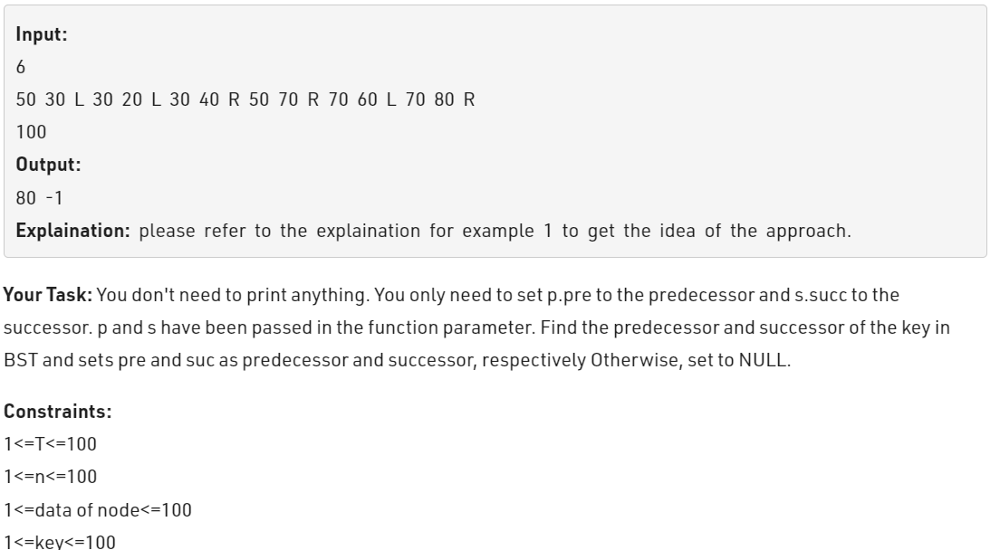 Input:
6
50 30 L 30 20 L 30 40 R 50 70 R 70 60 L 70 80 R
100
Output:
80 -1
Explaination: please refer to the explaination for example 1 to get the idea of the approach.
Your Task: You don't need to print anything. You only need to set p.pre to the predecessor and s.succ to the
successor. p and s have been passed in the function parameter. Find the predecessor and successor of the key in
BST and sets pre and suc as predecessor and successor, respectively Otherwise, set to NULL.
Constraints:
1<=T<=100
1<=n<=100
1<=data of node<=100
1<=key<=100